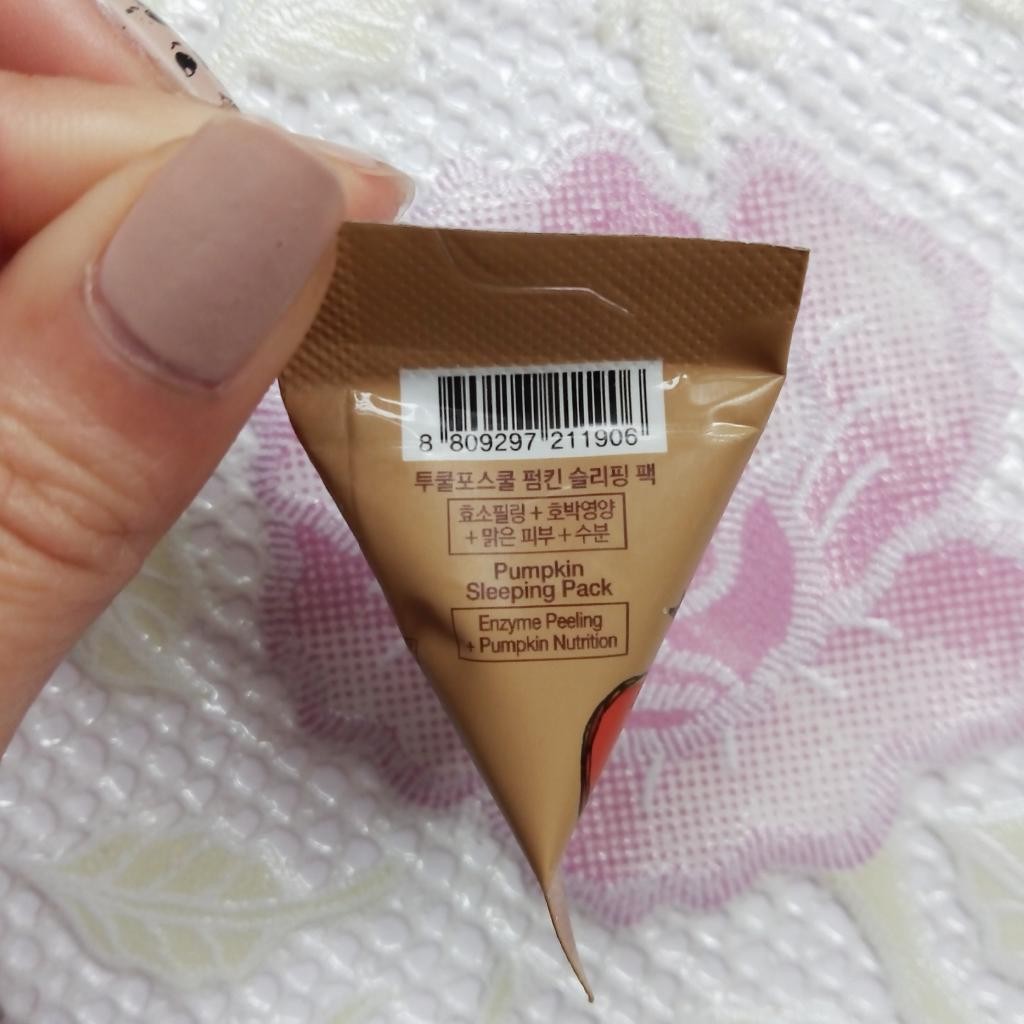 8 809297 211906
투쿨포스쿨 펌킨 슬리핑 팩
효소필링 + 호박영양
+ 맑은 피부 + 수분
Pumpkin
Sleeping Pack
Enzyme Peeling
+ Pumpkin Nutrition